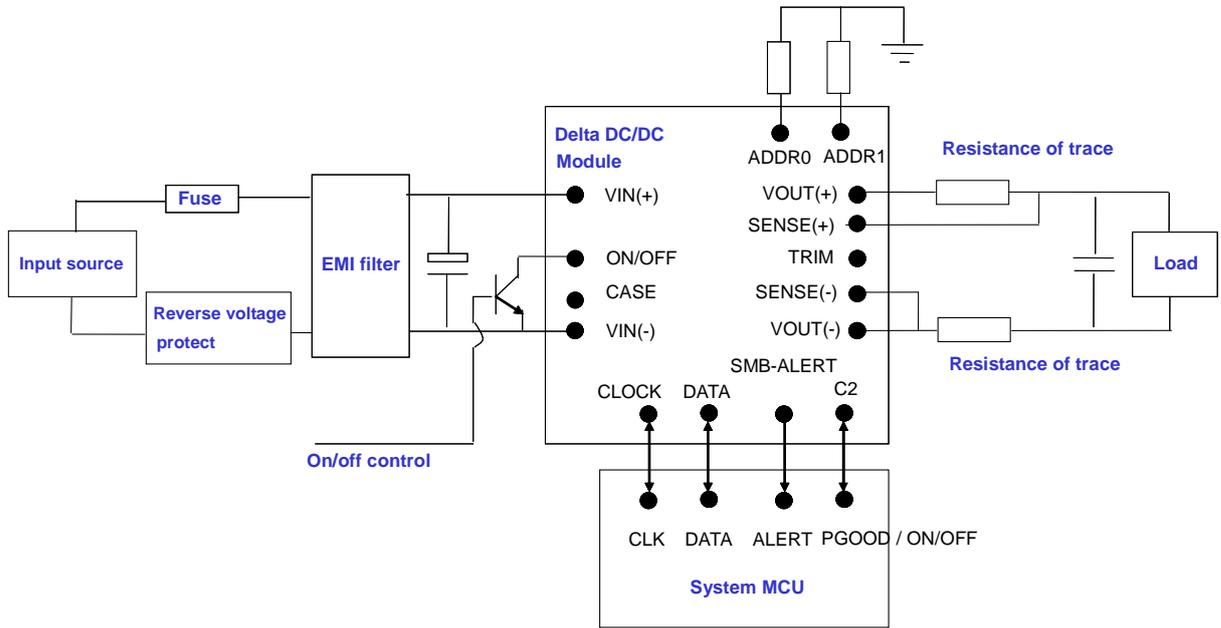 Delta DC/DC
Module
ADDR0
ADDR1
Resistance of trace
Fuse
VIN(+)
VOUT(+)
SENSE(+)
Input source
EMI filter
ON/OFF
TRIM
Load
CASE
SENSE(-)
Reverse voltage
protect
VIN(-)
VOUT(-)
SMB-ALERT
Resistance of trace
CLOCK
DATA
C2
On/off control
CLK
DATA
ALERT
PGOOD / ON/OFF
System MCU